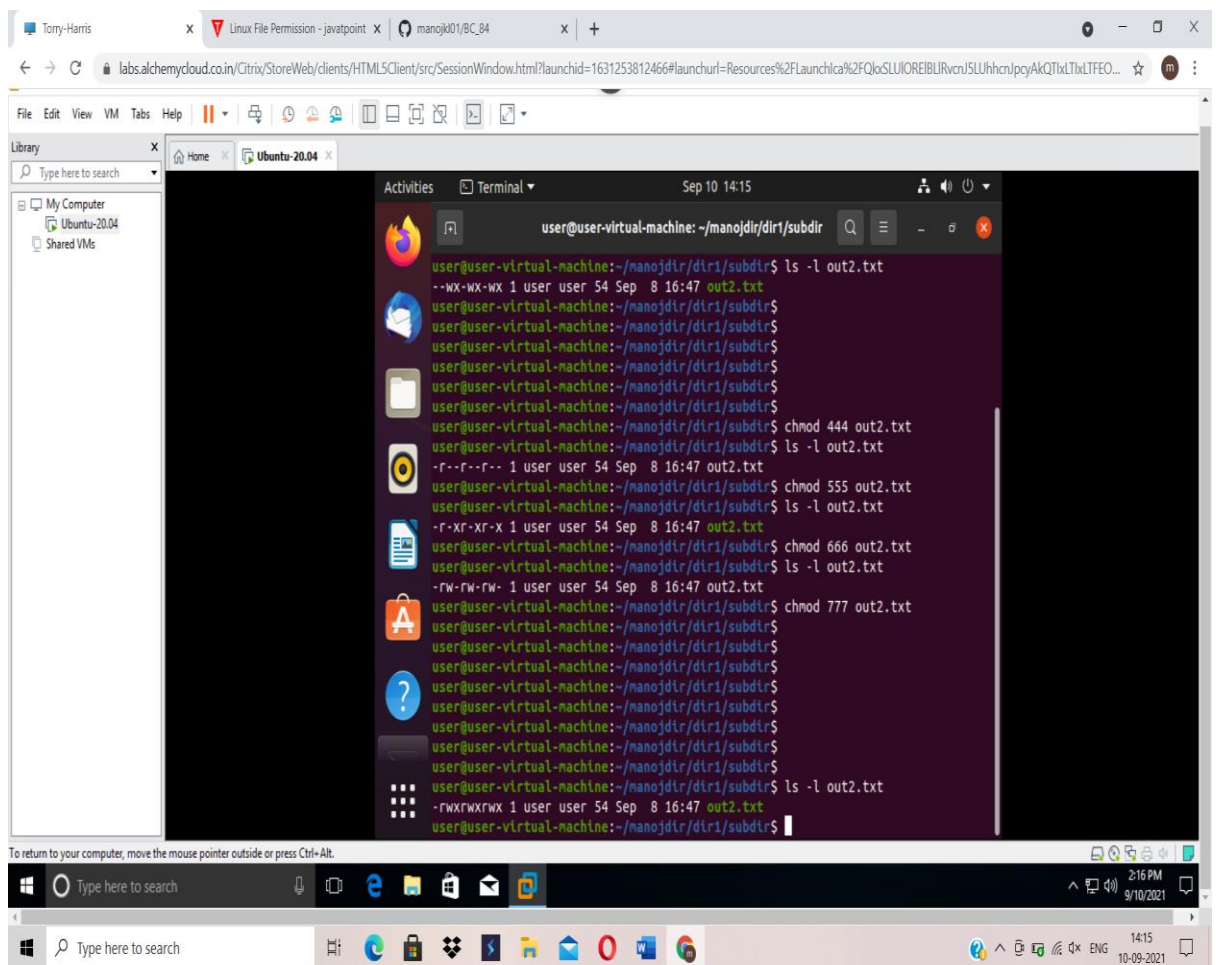 Torry-Harris
Linux File Permission - javatpoint
manojkl01/BC_84
labs.alchemycloud.co.in/Citrix/StoreWeb/clients/HTML5Client/src/SessionWindow.html?launchid=1631253812466#launchurl=Resources%2FLaunchIca%2FQkxSLUlORElBLlRvcnJ5LUhhcnJpcyAkQTIxLTIxLTFEO...
m
File Edit View VM Tabs Help
Library
Type here to search
My Computer
Ubuntu-20.04
Shared VMs
Home
Ubuntu-20.04
Activities Terminal Sep 10 14:15
user@user-virtual-machine: ~/manojdir/dir1/subdir
user@user-virtual-machine:~/manojdir/dir1/subdir$ ls -l out2.txt
--wx-wx-wx 1 user user 54 Sep 8 16:47 out2.txt
user@user-virtual-machine:~/manojdir/dir1/subdir$
user@user-virtual-machine:~/manojdir/dir1/subdir$
user@user-virtual-machine:~/manojdir/dir1/subdir$
user@user-virtual-machine:~/manojdir/dir1/subdir$
user@user-virtual-machine:~/manojdir/dir1/subdir$
user@user-virtual-machine:~/manojdir/dir1/subdir$
user@user-virtual-machine:~/manojdir/dir1/subdir$ chmod 444 out2.txt
user@user-virtual-machine:~/manojdir/dir1/subdir$ ls -l out2.txt
-r--r--r-- 1 user user 54 Sep 8 16:47 out2.txt
user@user-virtual-machine:~/manojdir/dir1/subdir$ chmod 555 out2.txt
user@user-virtual-machine:~/manojdir/dir1/subdir$ ls -l out2.txt
-r-xr-xr-x 1 user user 54 Sep 8 16:47 out2.txt
user@user-virtual-machine:~/manojdir/dir1/subdir$ chmod 666 out2.txt
user@user-virtual-machine:~/manojdir/dir1/subdir$ ls -l out2.txt
-rw-rw-rw- 1 user user 54 Sep 8 16:47 out2.txt
user@user-virtual-machine:~/manojdir/dir1/subdir$ chmod 777 out2.txt
user@user-virtual-machine:~/manojdir/dir1/subdir$
user@user-virtual-machine:~/manojdir/dir1/subdir$
user@user-virtual-machine:~/manojdir/dir1/subdir$
user@user-virtual-machine:~/manojdir/dir1/subdir$
user@user-virtual-machine:~/manojdir/dir1/subdir$
user@user-virtual-machine:~/manojdir/dir1/subdir$
user@user-virtual-machine:~/manojdir/dir1/subdir$
user@user-virtual-machine:~/manojdir/dir1/subdir$
user@user-virtual-machine:~/manojdir/dir1/subdir$ ls -l out2.txt
-rwxrwxrwx 1 user user 54 Sep 8 16:47 out2.txt
user@user-virtual-machine:~/manojdir/dir1/subdir$
To return to your computer, move the mouse pointer outside or press Ctrl+Alt.
Type here to search
2:16 PM
9/10/2021
Type here to search
ENG
14:15
10-09-2021